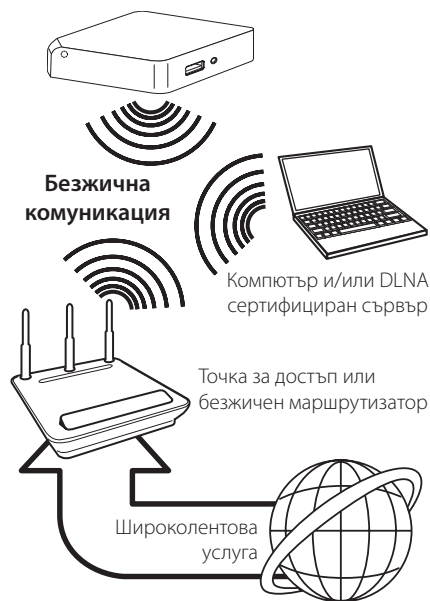 Безжична
комуникация
Компютър и/или DLNA
сертифициран сървър
Точка за достъп или
безжичен маршрутизатор
Широколентова
услуга